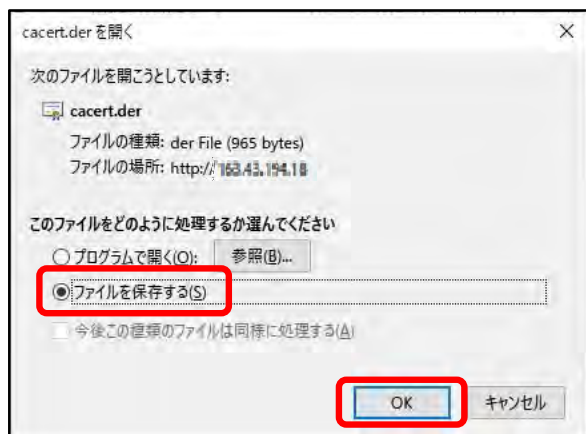 cacert.der を開く
次のファイルを開こうとしています:
cacert.der
ファイルの種類: der File (965 bytes)
ファイルの場所: http://
このファイルをどのように処理するか選んでください
プログラムで開く(O): 参照(B)...
ファイルを保存する(S)
今後この種類のファイルは同様に処理する(A)
OK キャンセル